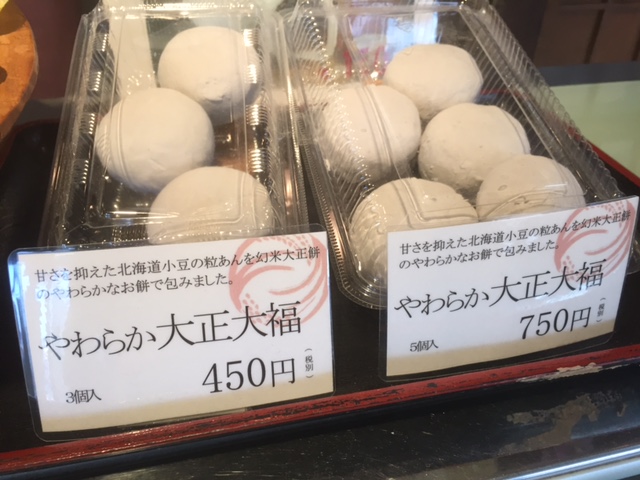 甘さを抑えた北海道小豆の粒あんを幻米大正餅
のやわらかなお餅で包みました。
やわらか大正大福
3個入
450円
(税別)
甘さを抑えた北海道小豆の粒あんを幻米大正餅
のやわらかなお餅で包みました。
やわらか大正大福
5個入
750円
(税別)